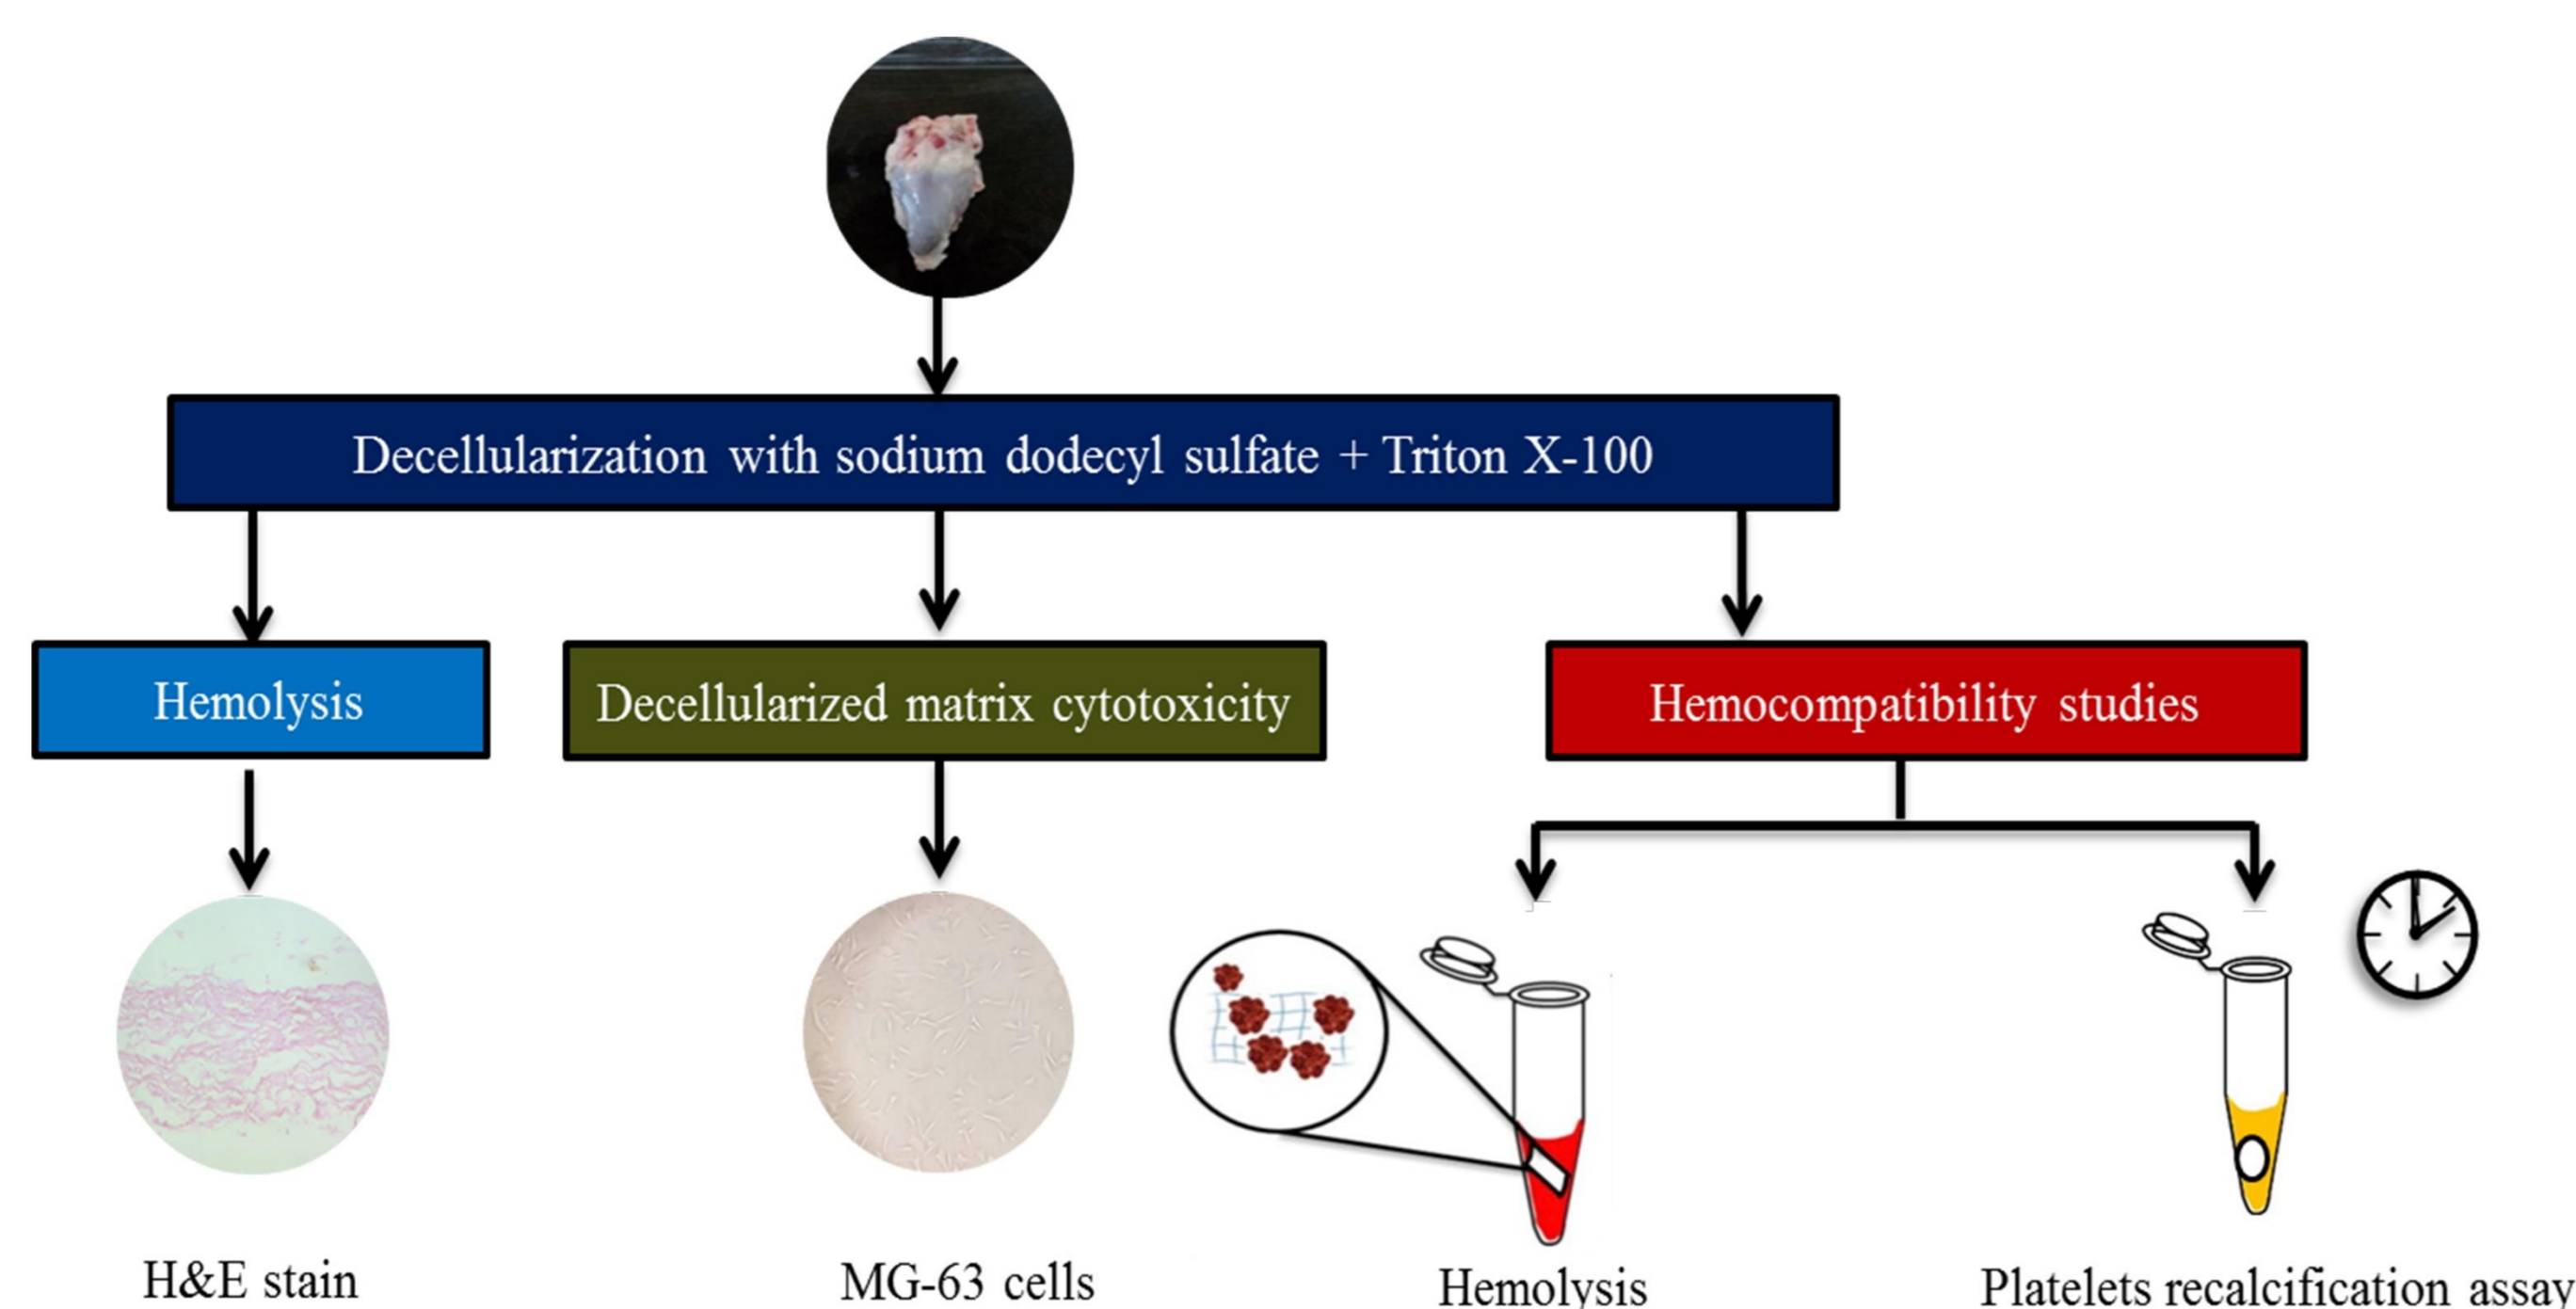 Decellularization with sodium dodecyl sulfate + Triton X-100
Hemolysis
Decellularized matrix cytotoxicity
Hemocompatibility studies
H&E stain
MG-63 cells
Hemolysis
Platelets recalcification assay